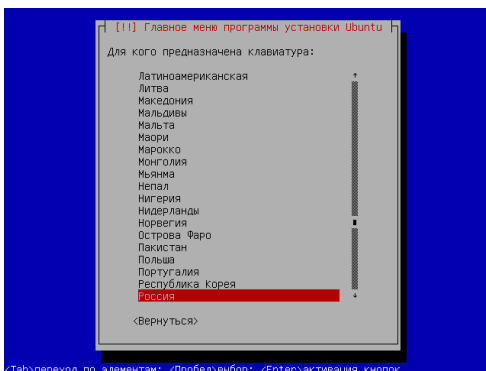 [!!] Главное меню программы установки Ubuntu
Для кого предназначена клавиатура:
Латиноамериканская
Литва
Македония
Мальдивы
Мальта
Маори
Марокко
Монголия
Мьянма
Непал
Нигерия
Нидерланды
Норвегия
Острова Фаро
Пакистан
Польша
Португалия
Республика Корея
Россия
<Вернуться>
<Tab>переход по элементам; <Пробел>выбор; <Enter>активация кнопок